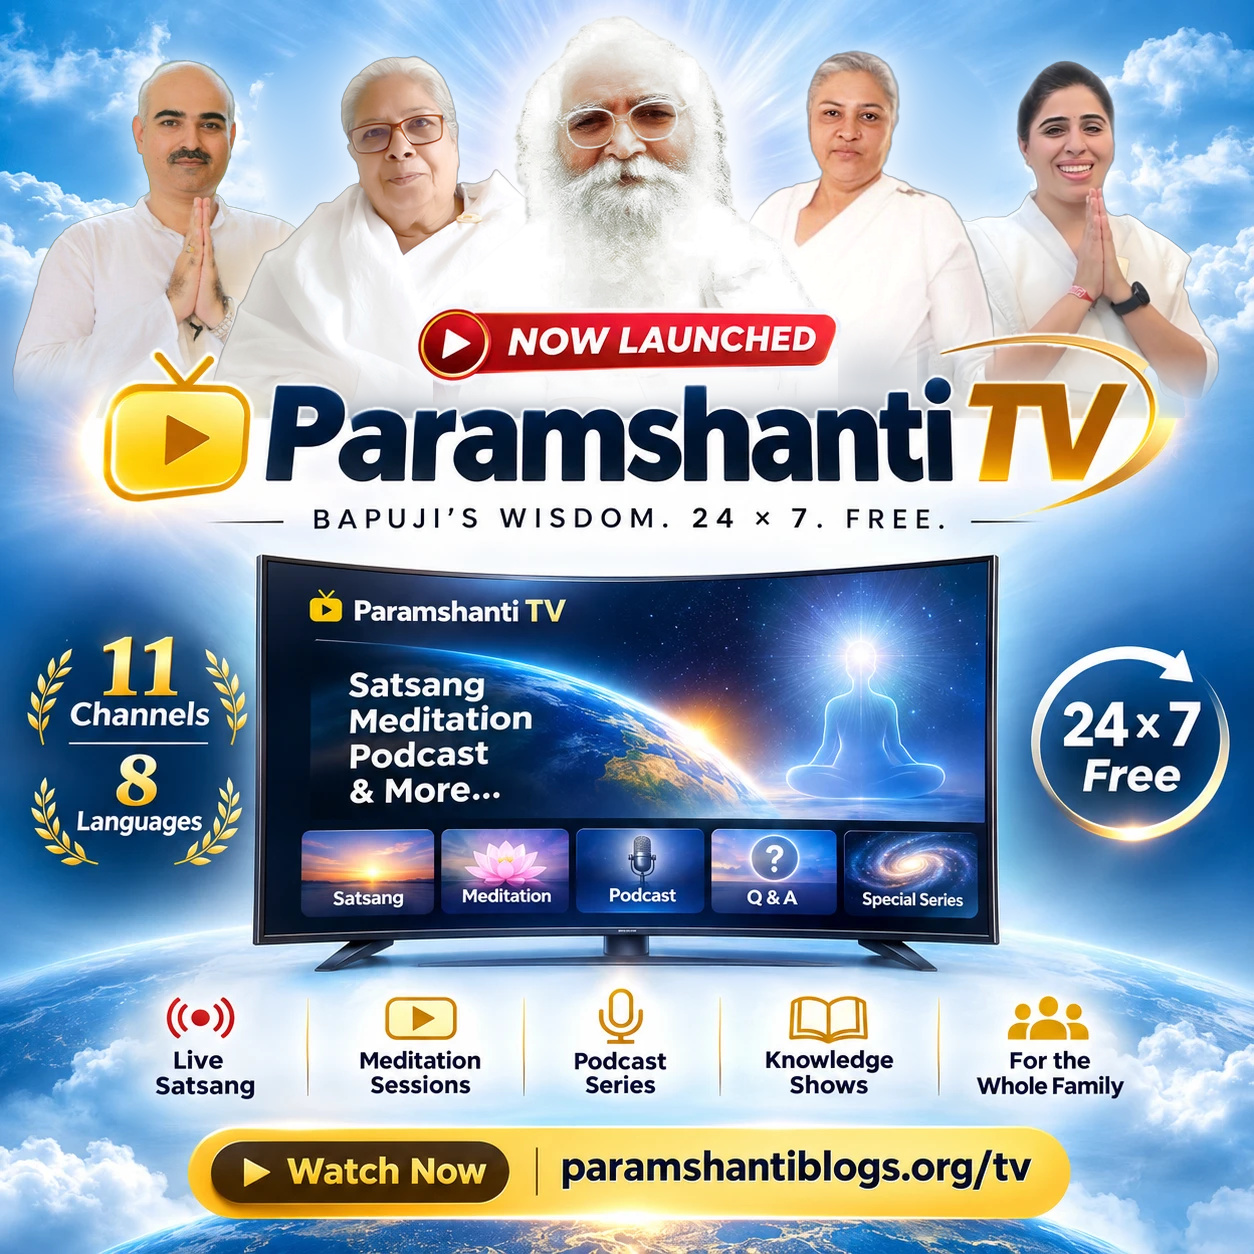 NOW LAUNCHED
Paramshanti TV
BAPUJI'S WISDOM. 24 × 7. FREE.
11
Channels
8
Languages
Paramshanti TV
Satsang
Meditation
Podcast
& More...
Satsang
Meditation
Podcast
?
Q & A
Special Series
24 × 7
Free
Live
Satsang
Meditation
Sessions
Podcast
Series
Knowledge
Shows
For the
Whole Family
Watch Now
paramshantiblogs.org/tv